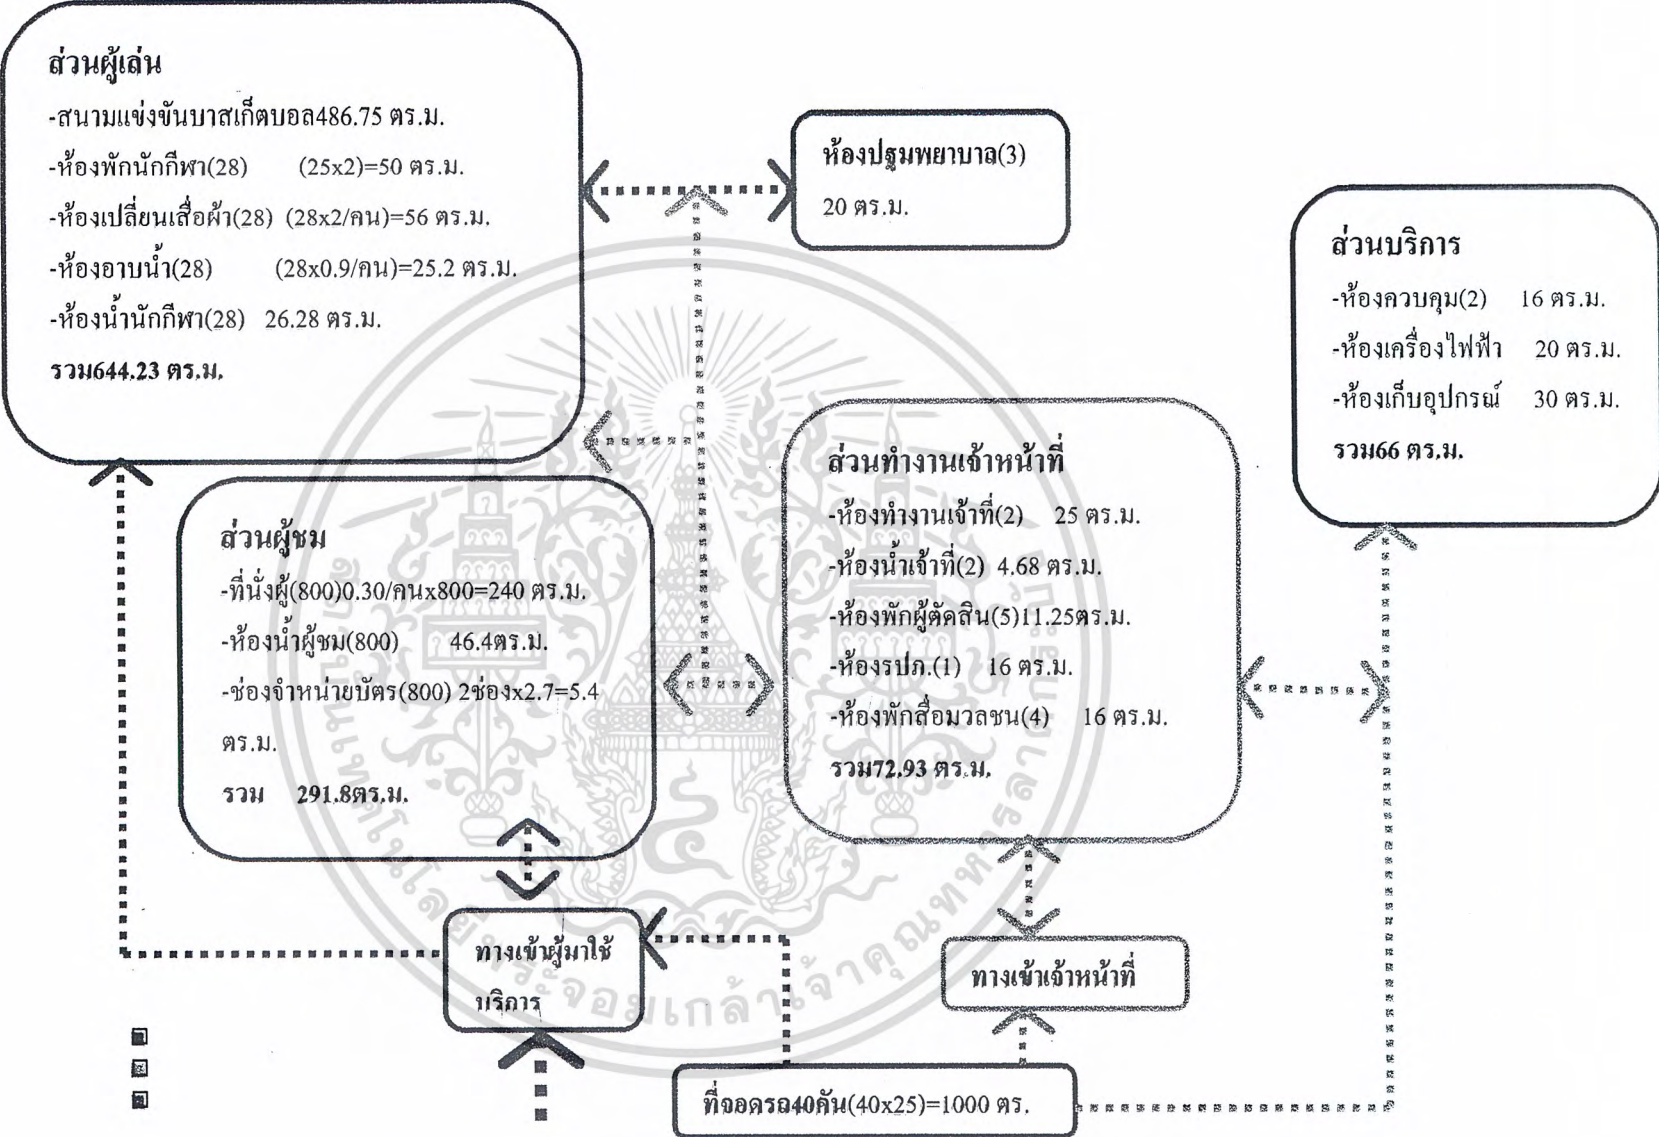 ส่วนผู้เล่น
-สนามแข่งขันบาสเก็ตบอล486.75 ตร.ม.
-ห้องพักนักกีฬา(28) (25x2)=50 ตร.ม.
-ห้องเปลี่ยนเสื่อผ้า(28) (28x2/คน)=56 ตร.ม.
-ห้องอาบน้ำ(28) (28x0.9/คน)=25.2 ตร.ม.
-ห้องน้ำนักกีฬา(28) 26.28 ตร.ม.
รวม644.23 ตร.ม.
ห้องปฐมพยาบาล(3)
20 ตร.ม.
ส่วนบริการ
-ห้องควบคุม(2) 16 ตร.ม.
-ห้องเครื่องไฟฟ้า 20 ตร.ม.
-ห้องเก็บอุปกรณ์ 30 ตร.ม.
รวม66 ตร.ม.
ส่วนผู้ชม
-ที่นั่งผู้(800)0.30/คนx800=240 ตร.ม.
-ห้องน้ำผู้ชม(800) 46.4ตร.ม.
-ช่องจำหน่ายบัตร(800) 2ช่องx2.7=5.4
ตร.ม.
รวม 291.8ตร.ม.
ส่วนทำงานเจ้าหน้าที่
-ห้องทำงานเจ้าที่(2) 25 ตร.ม.
-ห้องน้ำเจ้าที่(2) 4.68 ตร.ม.
-ห้องพักผู้ตัดสิน(5)11.25ตร.ม.
-ห้องรปภ.(1) 16 ตร.ม.
-ห้องพักสื่อมวลชน(4) 16 ตร.ม.
รวม72.93 ตร.ม.
ทางเข้าผู้มาใช้
บริการ
ทางเข้าเจ้าหน้าที่
ที่จอดรถ40คัน(40x25)=1000 ตร.